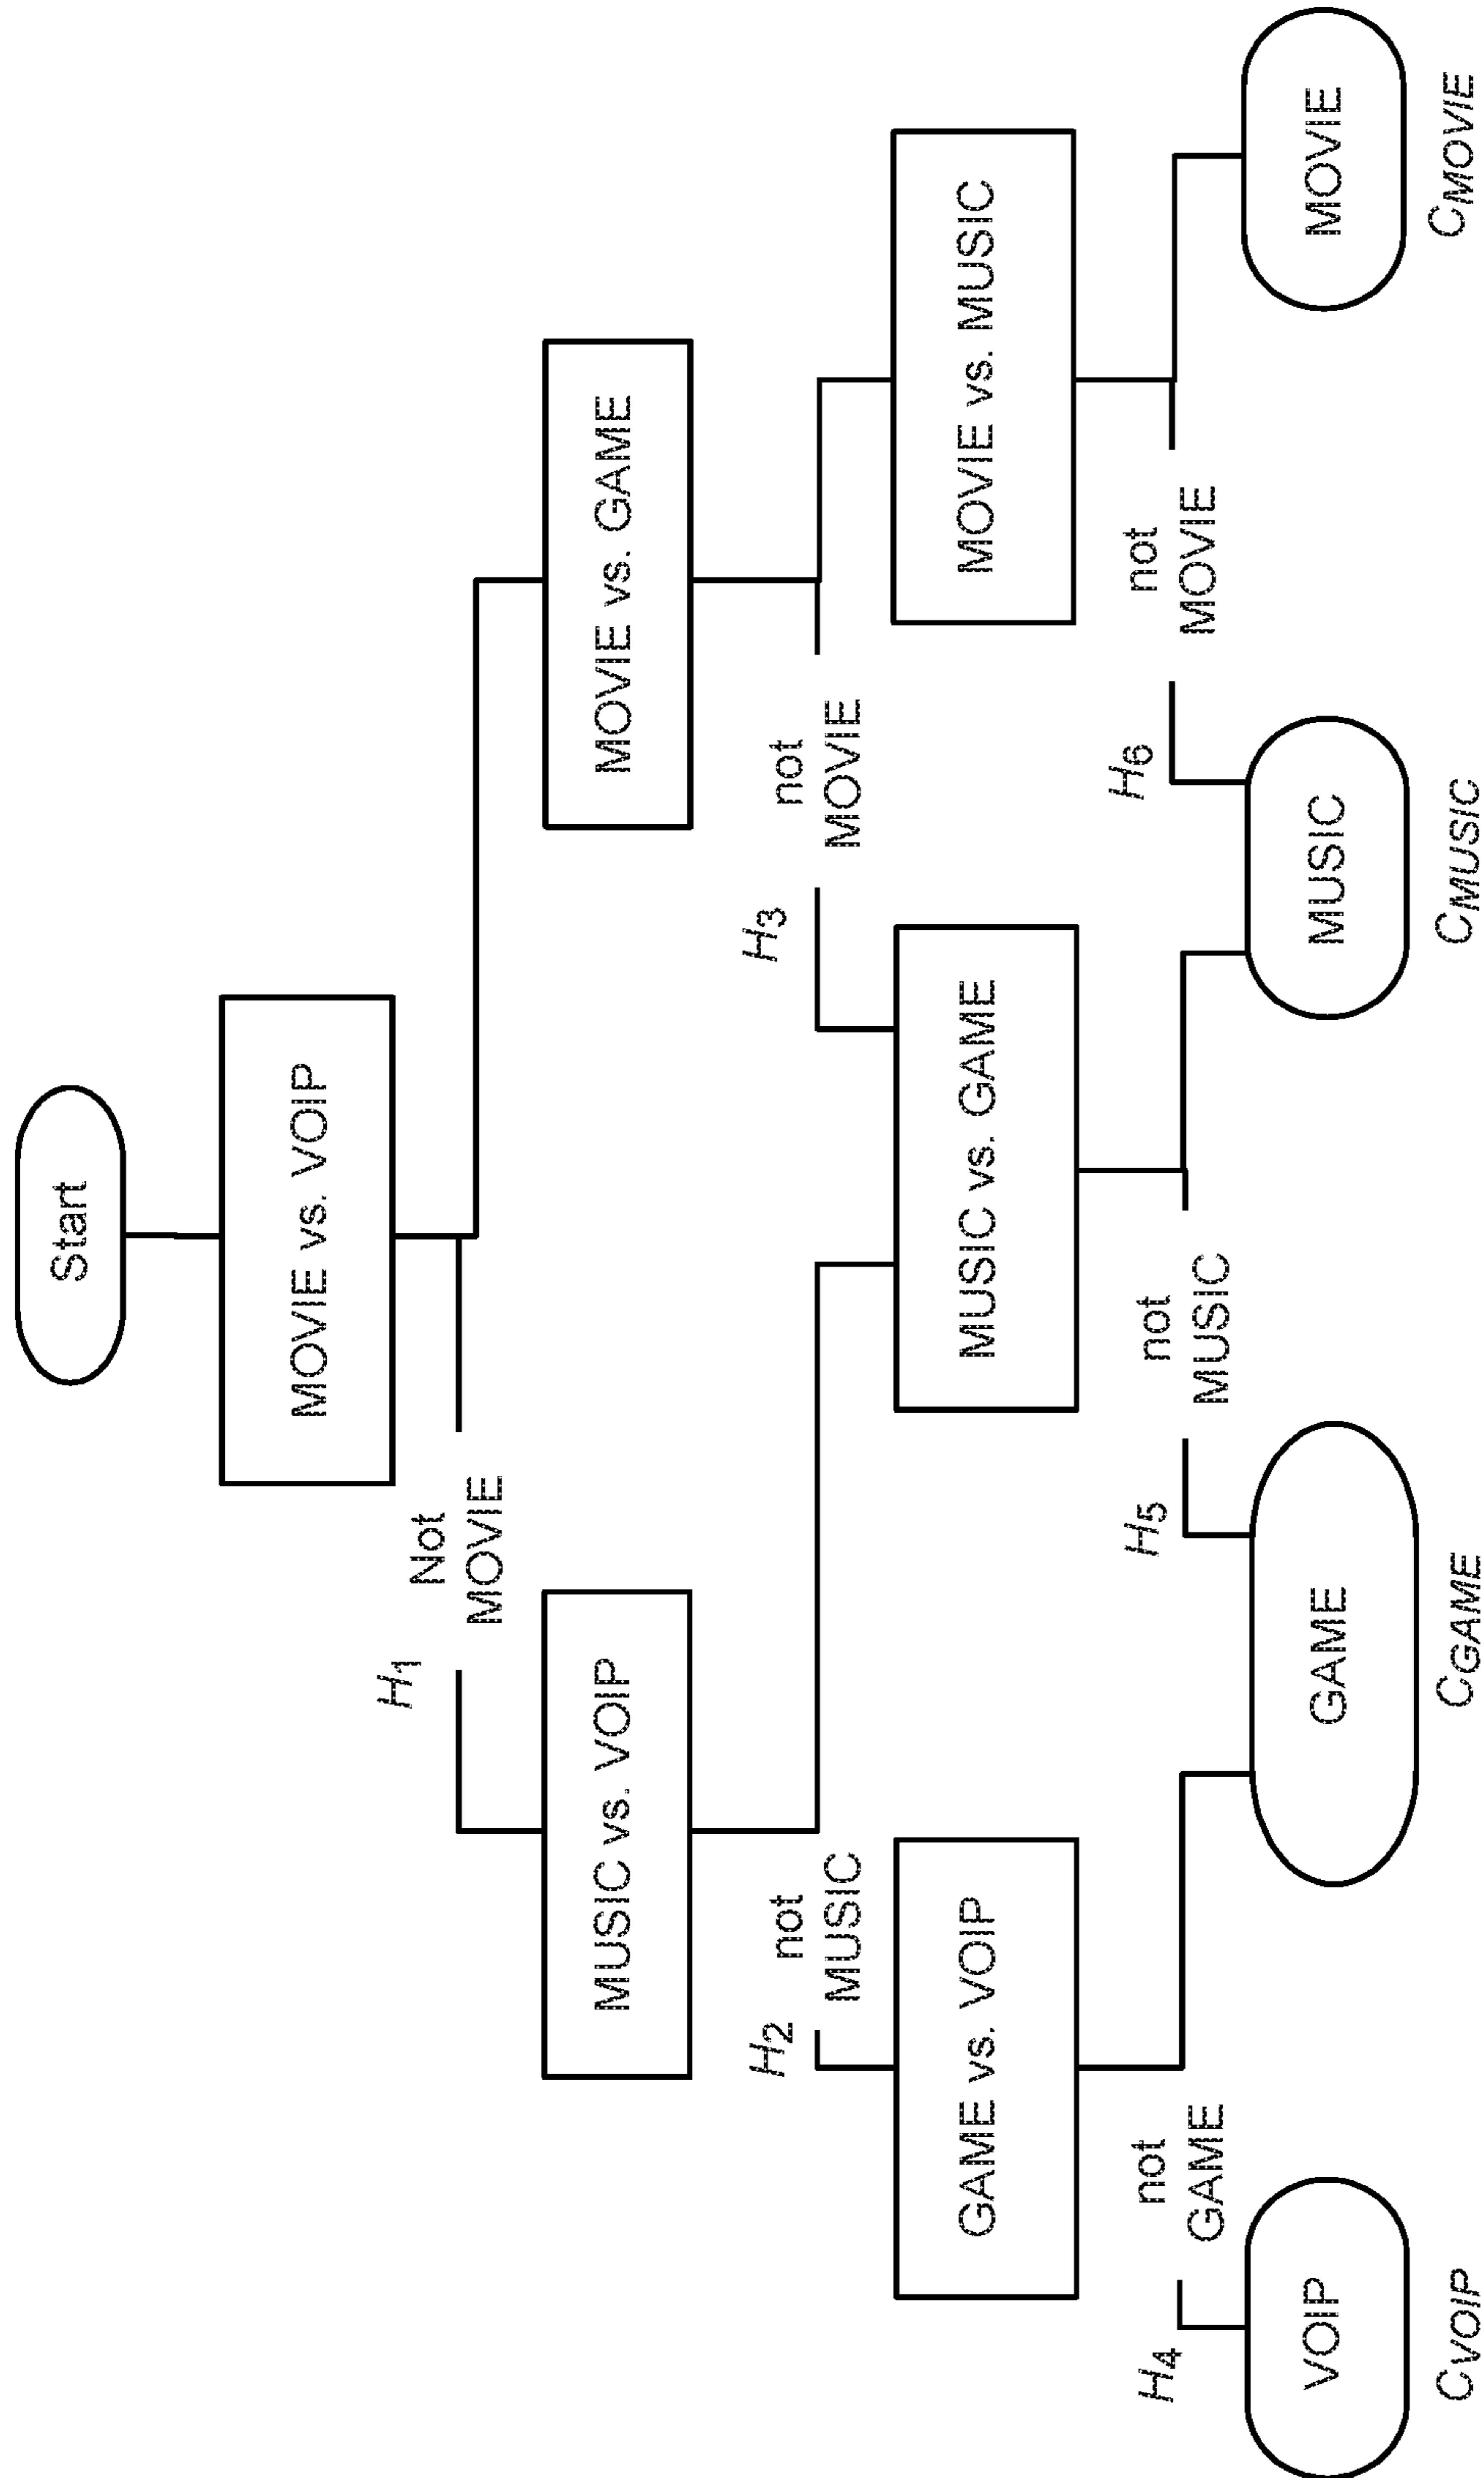 Start
MOVIE vs. VOIP
H1
Not
MOVIE
MUSIC vs. VOIP
MOVIE vs. GAME
H2
not
MUSIC
H3
not
MOVIE
GAME vs. VOIP
MUSIC vs. GAME
MOVIE vs. MUSIC
H4
not
GAME
H5
not
MUSIC
H6
not
MOVIE
VOIP
GAME
MUSIC
MOVIE
CVOIP
CGAME
CMUSIC
CMOVIE